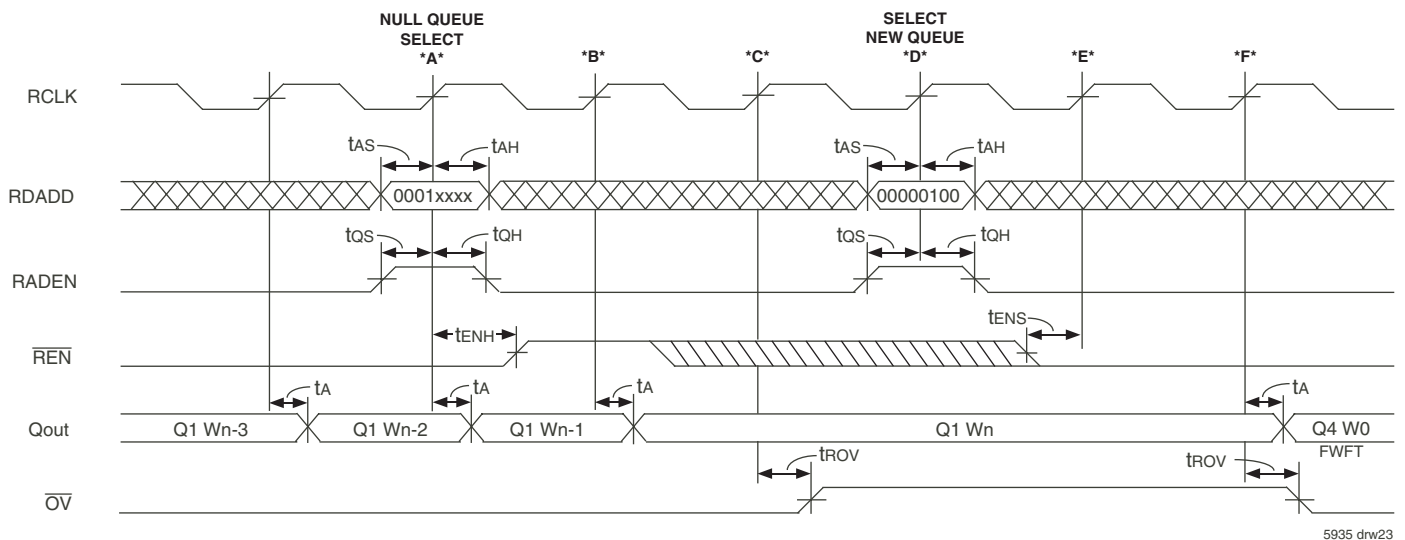 NULL QUEUE
SELECT
*A*
*B*
*C*
SELECT
NEW QUEUE
*D*
*E*
*F*
RCLK
tAS
tAH
tAS
tAH
RDADD
0001xxxx
00000100
tQS
tQH
tQS
tQH
RADEN
tENH
tENS
REN
tA
tA
tA
tA
Qout
Q1 Wn-3
Q1 Wn-2
Q1 Wn-1
Q1 Wn
Q4 W0
FWFT
tROV
tROV
OV
5935 drw23